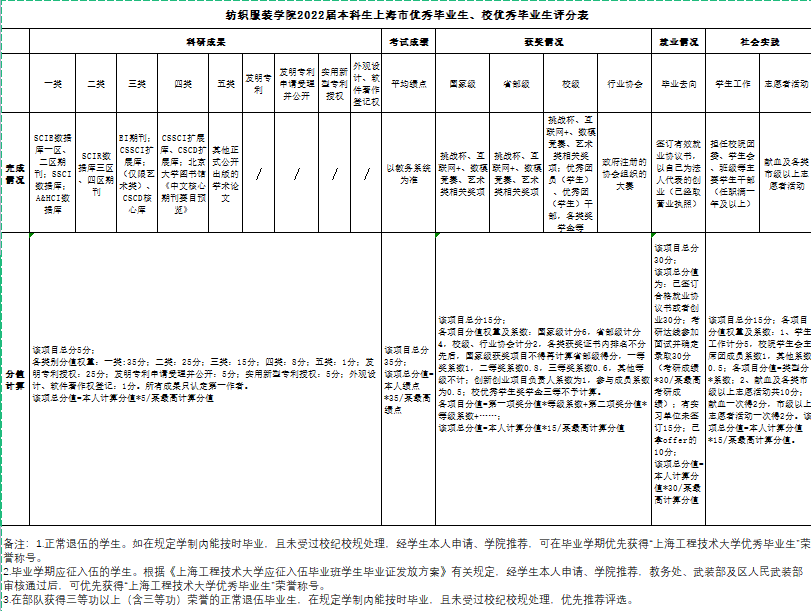 纺织服装学院2022届本科生上海市优秀毕业生、校优秀毕业生评分表
科研成果 考试成绩 获奖情况 就业情况 社会实践
一类 二类 三类 四类 五类 发明专利 发明专利申请受理并公开 实用新型专利授权 外观设计、软件著作登记权 平均绩点 国家级 省部级 校级 行业协会 毕业去向 学生工作 志愿者活动
完成情况
SCIE数据库一区、二区期刊；SSCI数据库；A&HCI数据库
SCIE数据库三区、四区期刊
EI期刊；CSSCI扩展库；（仅限艺术类）、CSCD核心库
CSSCI扩展库、CSCD扩展库；北京大学图书馆《中文核心期刊要目预览》
其他正式公开出版的学术论文
/ / / /
以教务系统为准
挑战杯、互联网+、数模竞赛、艺术类相关奖项
挑战杯、互联网+、数模竞赛、艺术类相关奖项
挑战杯、互联网+、数模竞赛、艺术类相关奖项；优秀团员（学生）、优秀团（学生）干部，各类奖学金等
政府注册的协会组织的大赛
签订有效就业协议书，以自己为法人代表的创业（已经取营业执照）
担任校院团委、学生会、班级等主要学生干部（任职满一年及以上）
献血及各类市级以上志愿者活动
分值计算
该项目总分5分；
各类别分值权重：一类：35分；二类：25分；三类：15分；四类：8分；五类：1分；发
明专利授权：25分；发明专利申请受理并公开：5分；实用新型专利授权：5分；外观设
计、软件著作权登记：1分。所有成果只认定第一作者。
该项总分值=本人计算分值*5/某最高计算分值
该项目总分
35分；
该项总分值=
本人绩点
*35/某最高
绩点
该项目总分15分；
各项目分值权重及系数：国家级计分6，省部级计分
4，校级、行业协会计分2，各类获奖证书内排名不分
先后，国家级获奖项目不得再计算省部级得分，一等
奖系数1，二等奖系数0.8，三等奖系数0.6，其他等
级不计；创新创业项目负责人系数为1，参与成员系数
为0.5；校优秀学生奖学金三等不予计算。
各项目分值=第一项奖分值*等级系数+第二项奖分值*
等级系数+……；
该项总分值=本人计算分值*15/某最高计算分值
该项目总分
30分；
该项总分值
为：已签订
合格就业协
议书或者创
业30分；考
研达线参加
面试并确定
录取30分
（考研成绩
*30/某最高
考研成
绩）；有实
习单位未签
订15分；已
拿offer的
10分；
该项总分值=
本人计算分
值*30/某最
高计算分值
该项目总分15分；各项目
分值权重及系数：1、学生
工作计分5，校院学生会主
席团成员系数1，其他系数
0.5；各项目分值=类型分
*系数；2、献血及各类市
级以上志愿活动共10分；
献血一次得2分，市级以上
志愿者活动一次得2分。该
项总分值=本人计算分值
*15/某最高计算分值。
备注：1.正常退伍的学生。如在规定学制内能按时毕业，且未受过校纪校规处理，经学生本人申请、学院推荐，可在毕业学期优先获得“上海工程技术大学优秀毕业生”荣
誉称号。
2.毕业学期应征入伍的学生。根据《上海工程技术大学应征入伍毕业班学生毕业证发放方案》有关规定，经学生本人申请、学院推荐，教务处、武装部及区人民武装部
审核通过后，可优先获得“上海工程技术大学优秀毕业生”荣誉称号。
3.在部队获得三等功以上（含三等功）荣誉的正常退役毕业生，在规定学制内能按时毕业，且未受过校纪校规处理，优先推荐评选。